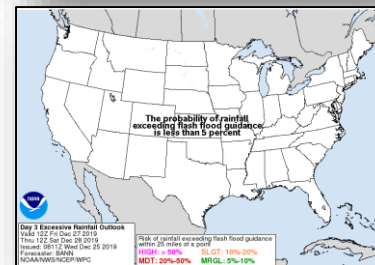 The probability of rainfall
exceeding flash flood guidance
is less than 5 percent
NOAA
Day 3 Excessive Rainfall Outlook
Valid 12Z Fri Dec 27 2019
Thru 12Z Sat Dec 28 2019
Issued: 0811Z Wed Dec 25 2019
Forecaster: BANN
NOAA/NWS/NCEP/WPC
Risk of rainfall exceeding flash flood guidance
within 25 miles of a point
HIGH: > 50% SLGT: 10%-20%
MDT: 20%-50% MRGL: 5%-10%